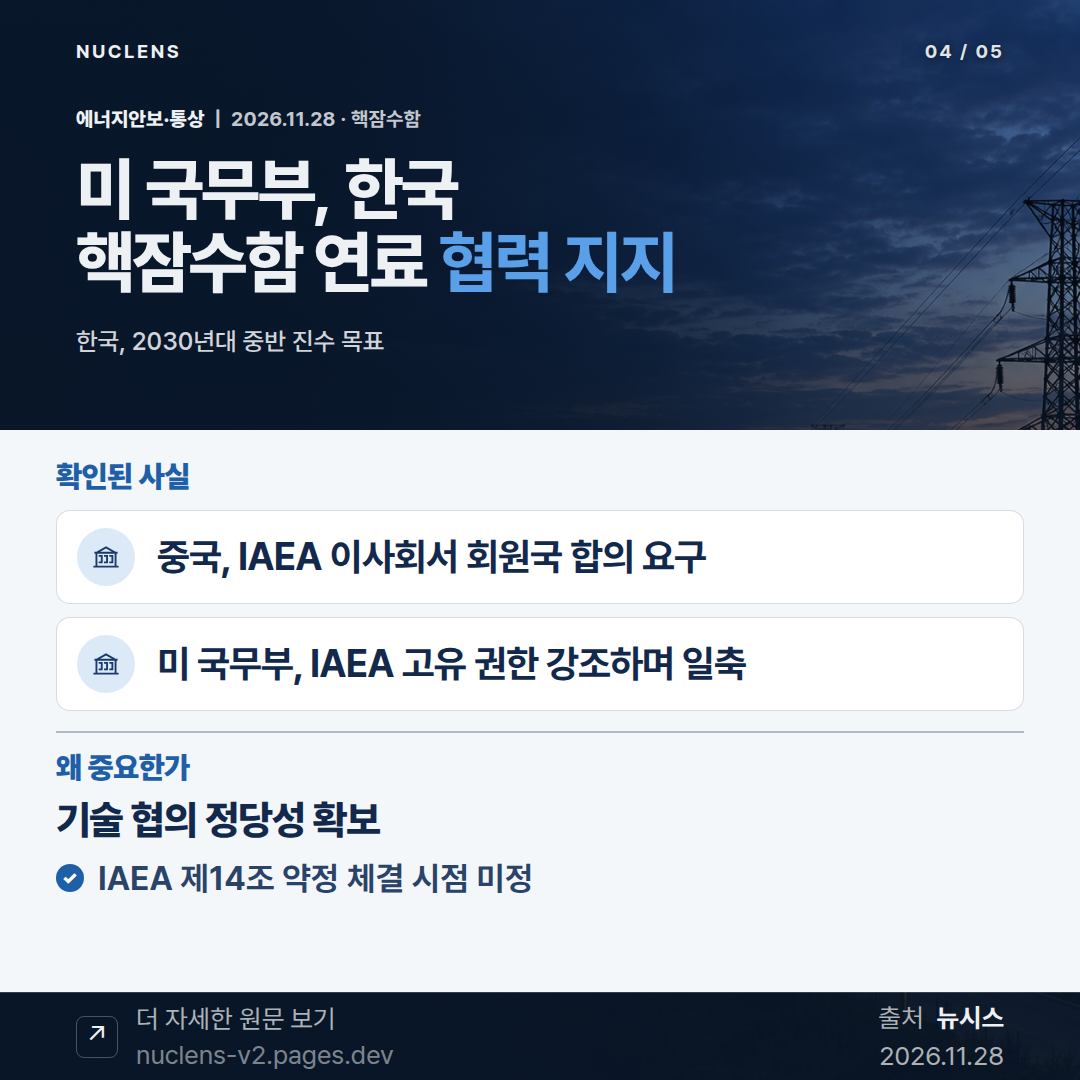 NUCLENS
04 / 05
에너지안보·통상 | 2026.11.28 · 핵잠수함
미 국무부, 한국
핵잠수함 연료 협력 지지
한국, 2030년대 중반 진수 목표
확인된 사실
중국, IAEA 이사회서 회원국 합의 요구
미 국무부, IAEA 고유 권한 강조하며 일축
왜 중요한가
기술 협의 정당성 확보
IAEA 제14조 약정 체결 시점 미정
더 자세한 원문 보기
nuclens-v2.pages.dev
출처 뉴시스
2026.11.28